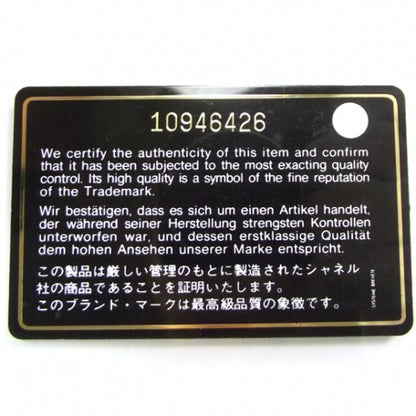 10946426
We certify the authenticity of this item and confirm
that it has been subjected to the most exacting quality
control. Its high quality is a symbol of the fine reputation
of the Trademark.
Wir bestätigen, dass es sich um einen Artikel handelt,
der während seiner Herstellung strengsten Kontrollen
unterworfen war, und dessen erstklassige Qualität
dem hohen Ansehen unserer Marke entspricht.
この製品は厳しい管理のもとに製造されたシャネル
社の商品であることを証明いたします。
このブランド・マークは最高級品質の象徴です。